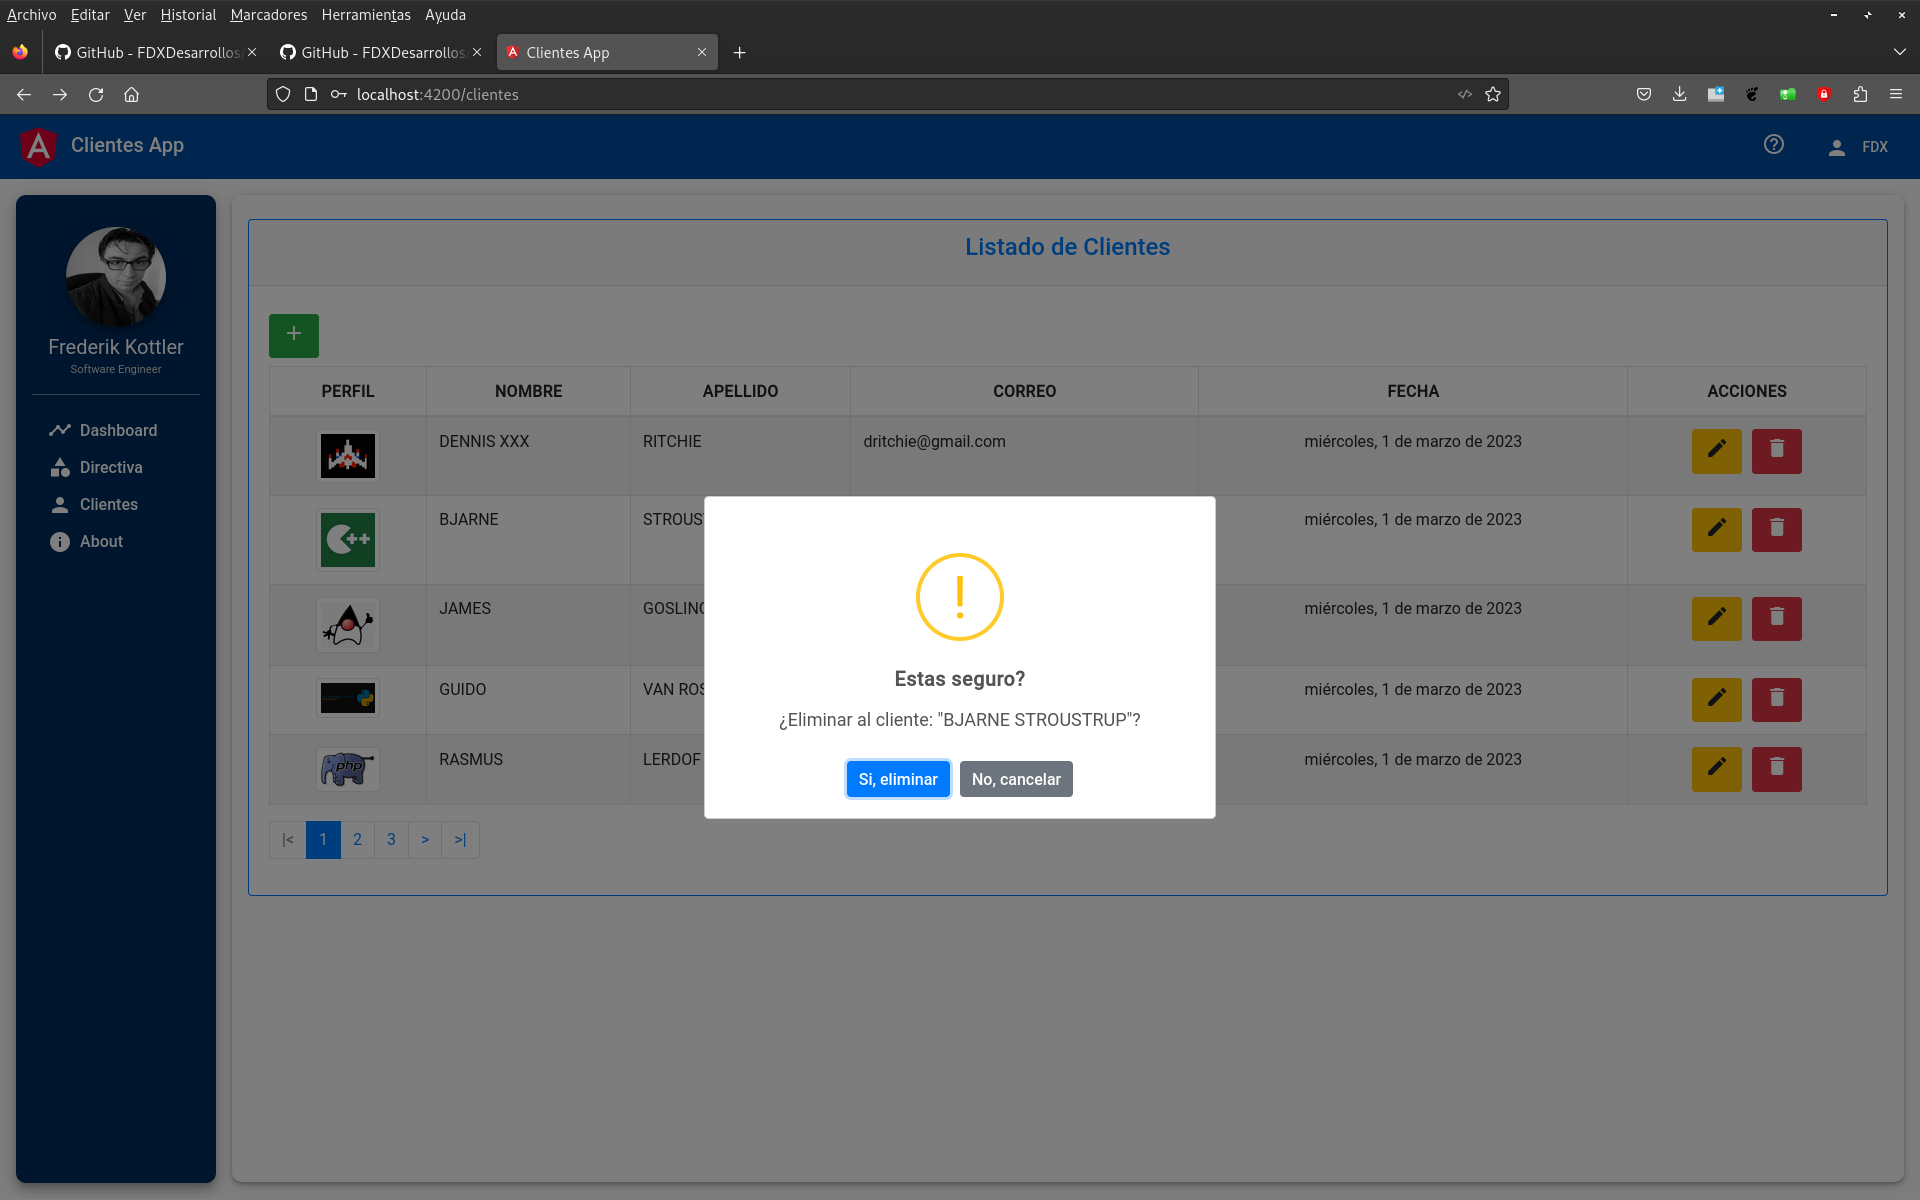 Archivo Editar Ver Historial Marcadores Herramientas Ayuda
GitHub - FDXDesarrollos
GitHub - FDXDesarrollos
Clientes App
localhost:4200/clientes
Clientes App
FDX
Frederik Kottler
Software Engineer
Dashboard
Directiva
Clientes
About
Listado de Clientes
+
PERFIL NOMBRE APELLIDO CORREO FECHA ACCIONES
DENNIS XXX RITCHIE dritchie@gmail.com miércoles, 1 de marzo de 2023
C++ BJARNE STROUS miércoles, 1 de marzo de 2023
JAMES GOSLING miércoles, 1 de marzo de 2023
GUIDO VAN ROS miércoles, 1 de marzo de 2023
php RASMUS LERDOF miércoles, 1 de marzo de 2023
|< 1 2 3 > >|
!
Estas seguro?
¿Eliminar al cliente: "BJARNE STROUSTRUP"?
Si, eliminar
No, cancelar